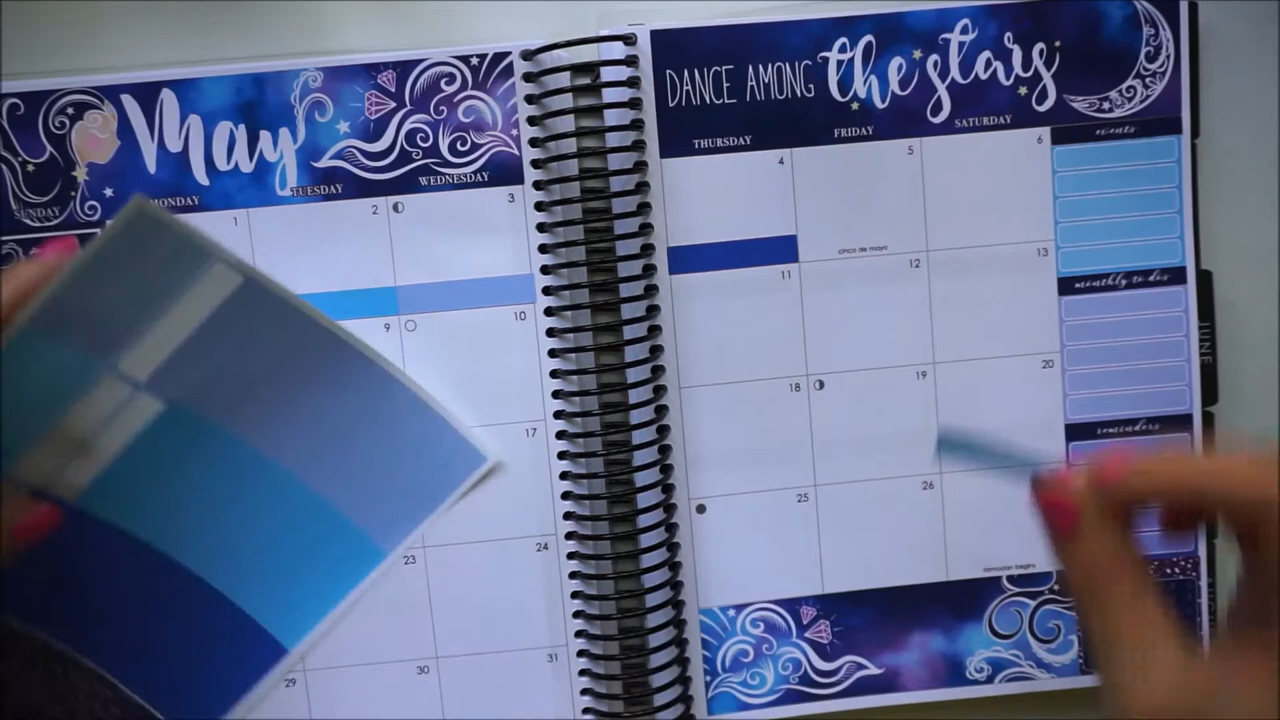 May
SUNDAY
MONDAY
TUESDAY
WEDNESDAY
1
2
3
9
10
17
23
24
29
30
31
DANCE AMONG the stars
THURSDAY
FRIDAY
SATURDAY
4
5
6
cinco de mayo
11
12
13
18
19
20
25
26
ramadan begins
events
monthly to dos
reminders
JUNE